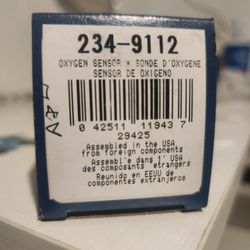 234-9112
OXYGEN SENSOR * SONDE D'OXYGENE
SENSOR DE OXIGENO
0 42511 11943 7
29425
Assembled in the USA
from foreign components
Assemblé dans l' USA
des composants étrangers
Reunido en EEUU de
componentes extranjeros